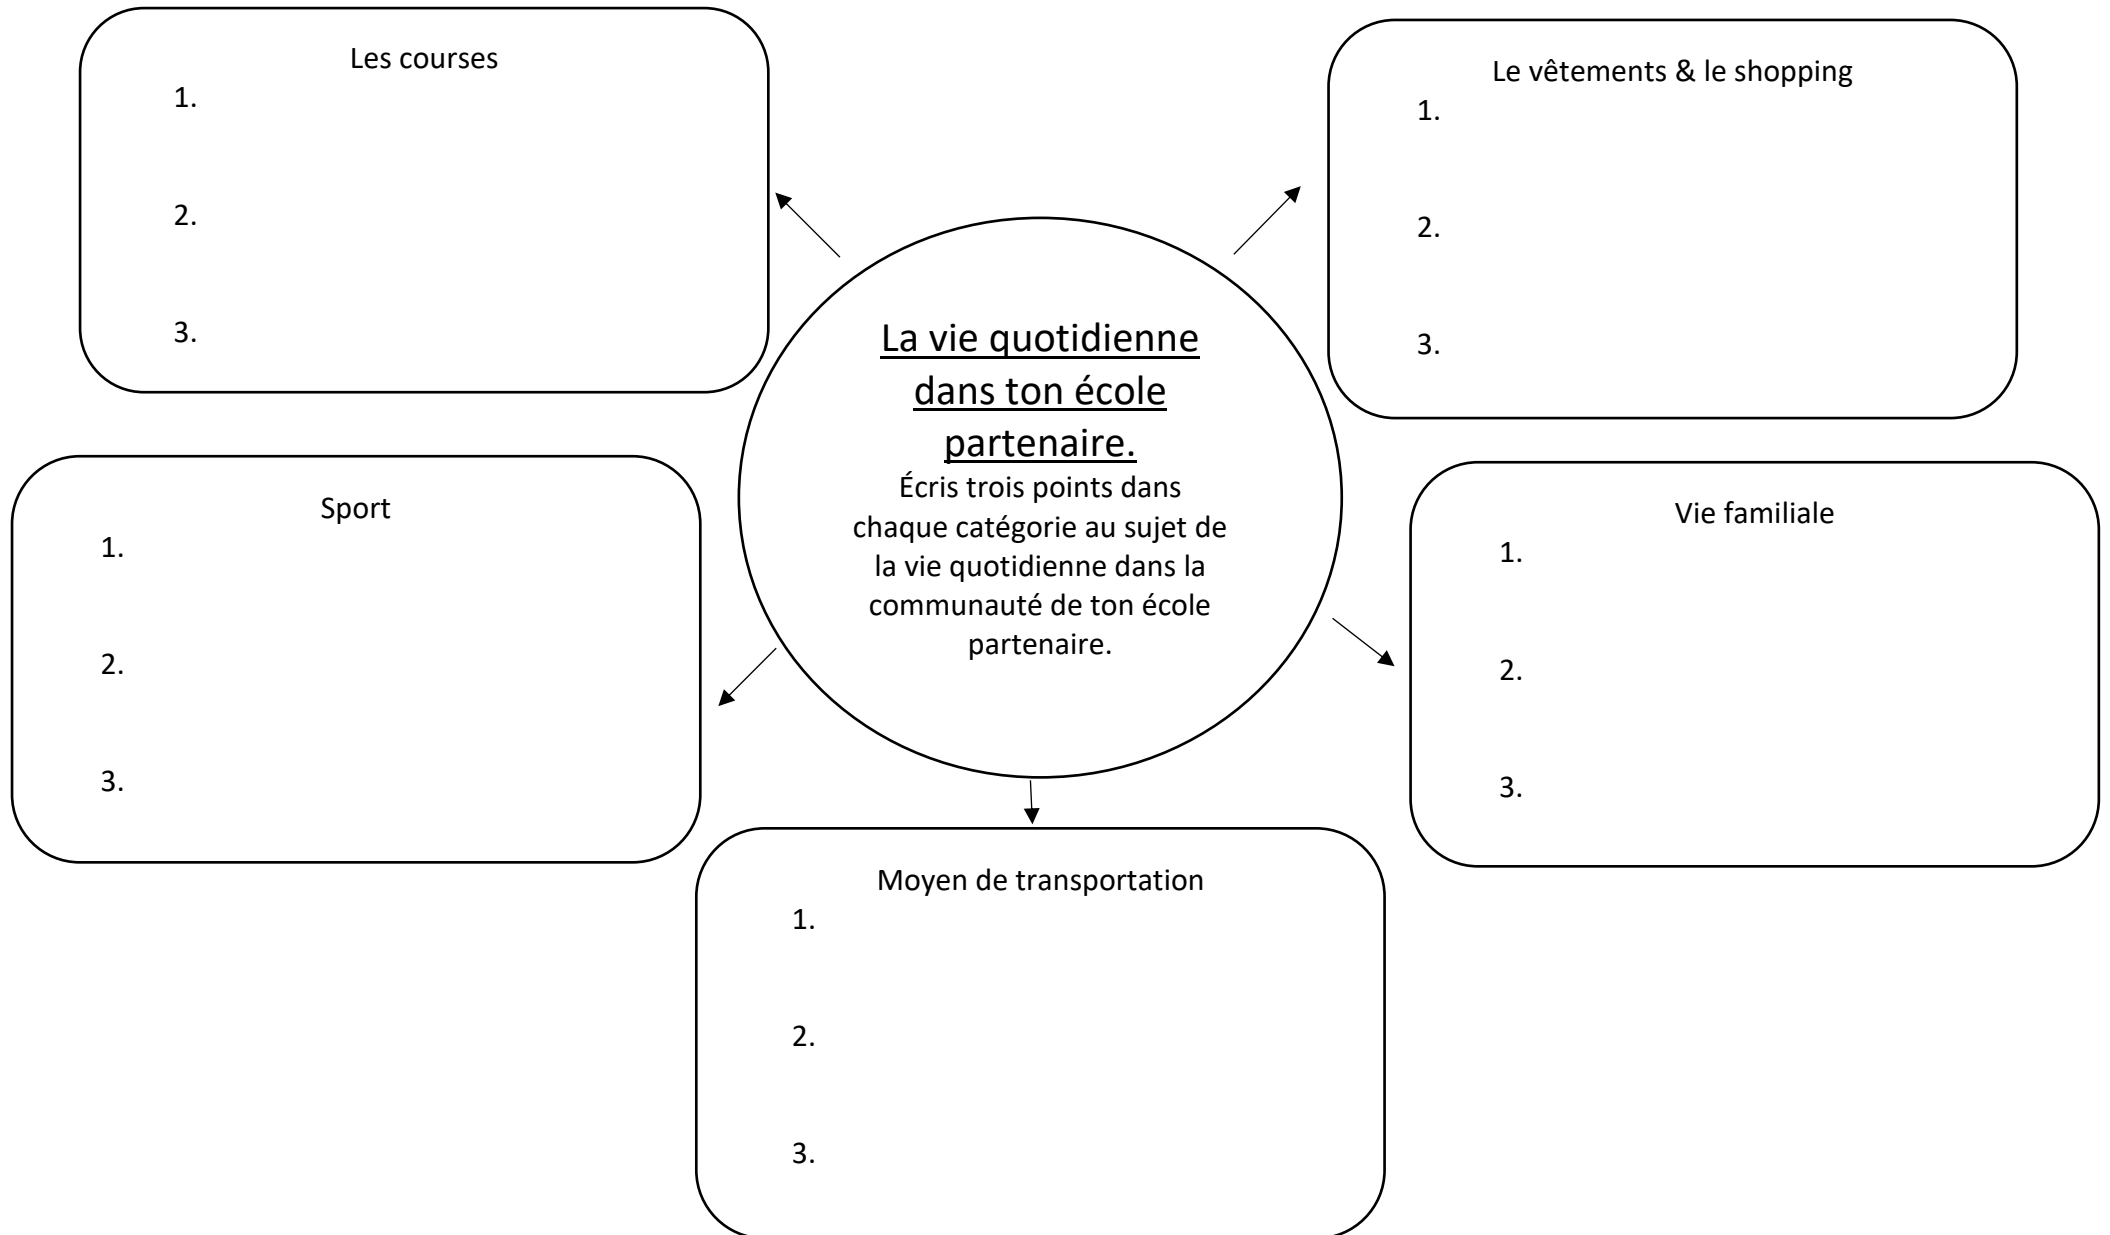 Les courses
1.
2.
3.
Le vêtements & le shopping
1.
2.
3.
La vie quotidienne
dans ton école
partenaire.
Écris trois points dans
chaque catégorie au sujet de
la vie quotidienne dans la
communauté de ton école
partenaire.
Sport
1.
2.
3.
Vie familiale
1.
2.
3.
Moyen de transportation
1.
2.
3.